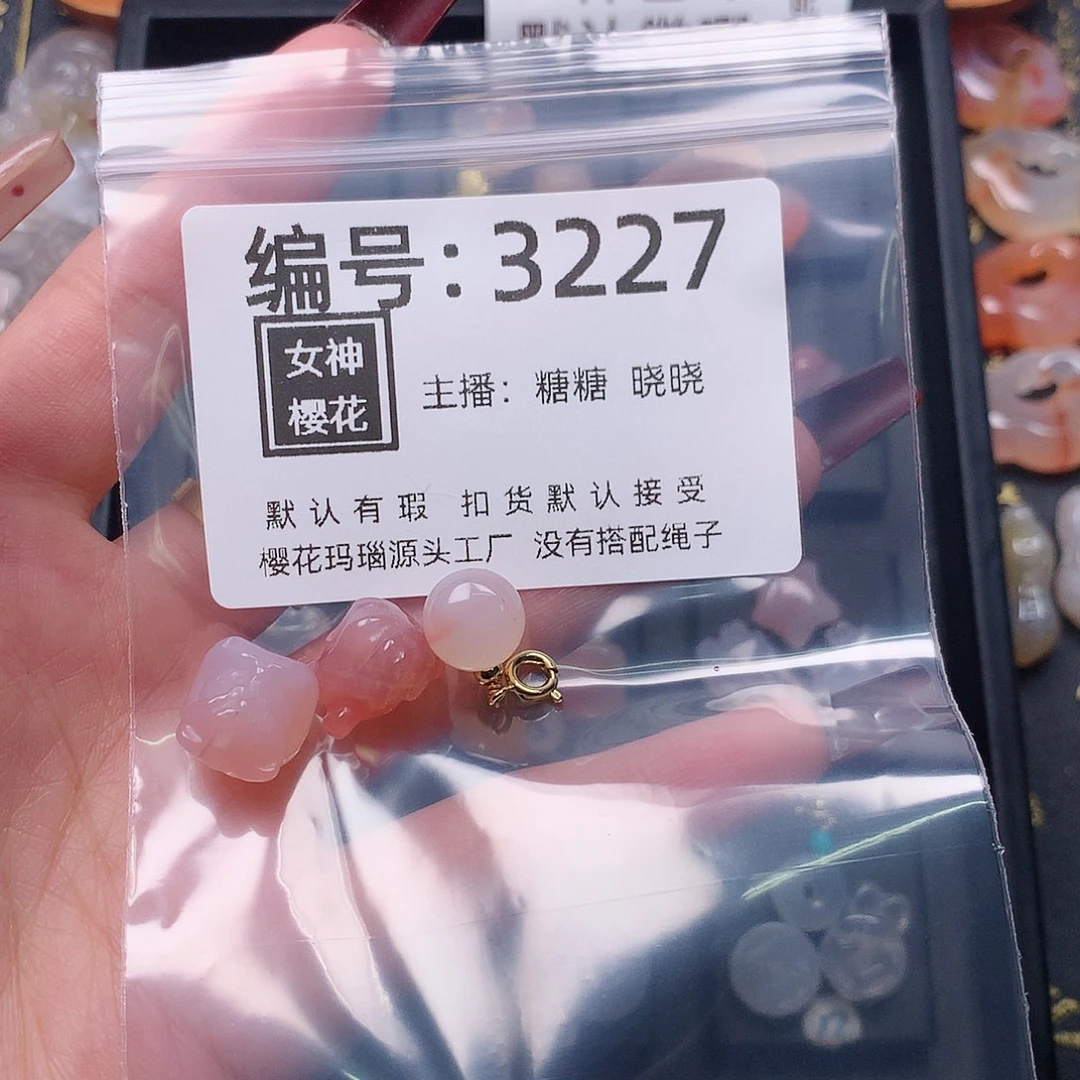 编号：3227
女神
樱花
主播：糖糖 晓晓
默认有瑕 扣货默认接受
樱花玛瑙源头工厂 没有搭配绳子